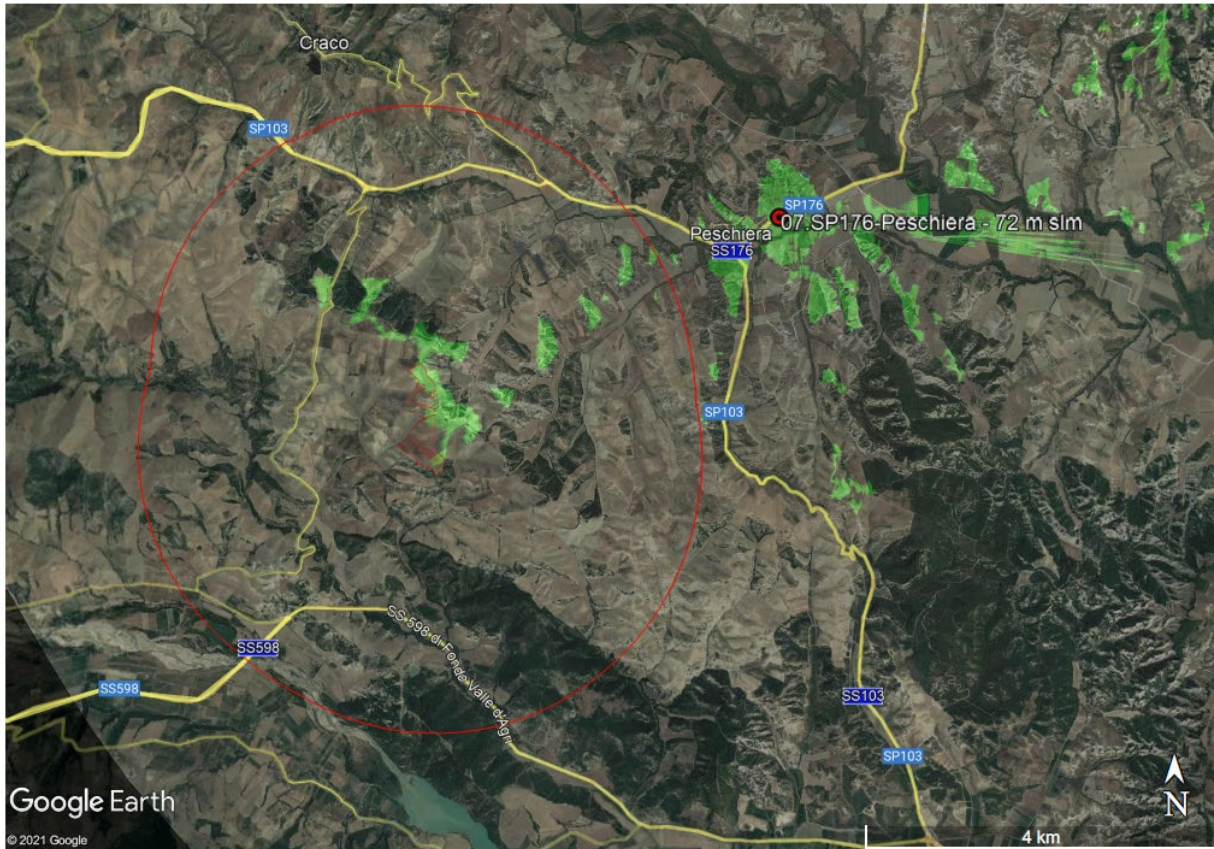 Craco
SP103
SP176
07.SP176-Peschiera - 72 m slm
Peschiera
SS176
SP103
SS598
SS 598 di Fondo Valle d'Agri
SS598
SS103
SP103
Google Earth
N
© 2021 Google
4 km